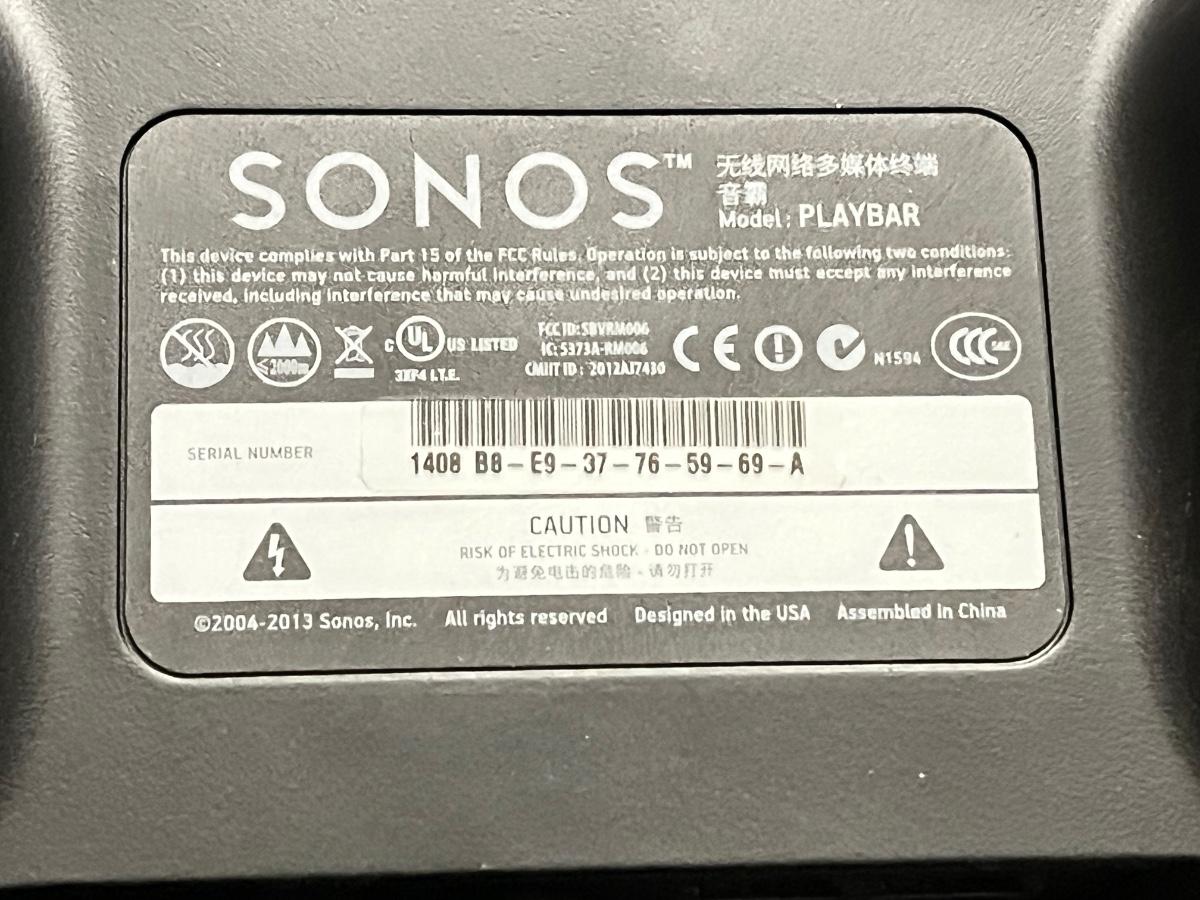 SONOS™
无线网络多媒体终端
音霸
Model: PLAYBAR
This device complies with Part 15 of the FCC Rules. Operation is subject to the following two conditions:
(1) this device may not cause harmful interference, and (2) this device must accept any interference
received, including interference that may cause undesired operation.
≤2000m
c UL US LISTED
3XF4 I.T.E.
FCC ID: SBVRM006
IC: 5373A-RM006
CMIIT ID: 2012AJ7430
CE
N1594
CCC S&E
SERIAL NUMBER
1408 B8-E9-37-76-59-69-A
CAUTION 警告
RISK OF ELECTRIC SHOCK - DO NOT OPEN
为避免电击的危险 - 请勿打开
©2004-2013 Sonos, Inc. All rights reserved Designed in the USA Assembled in China